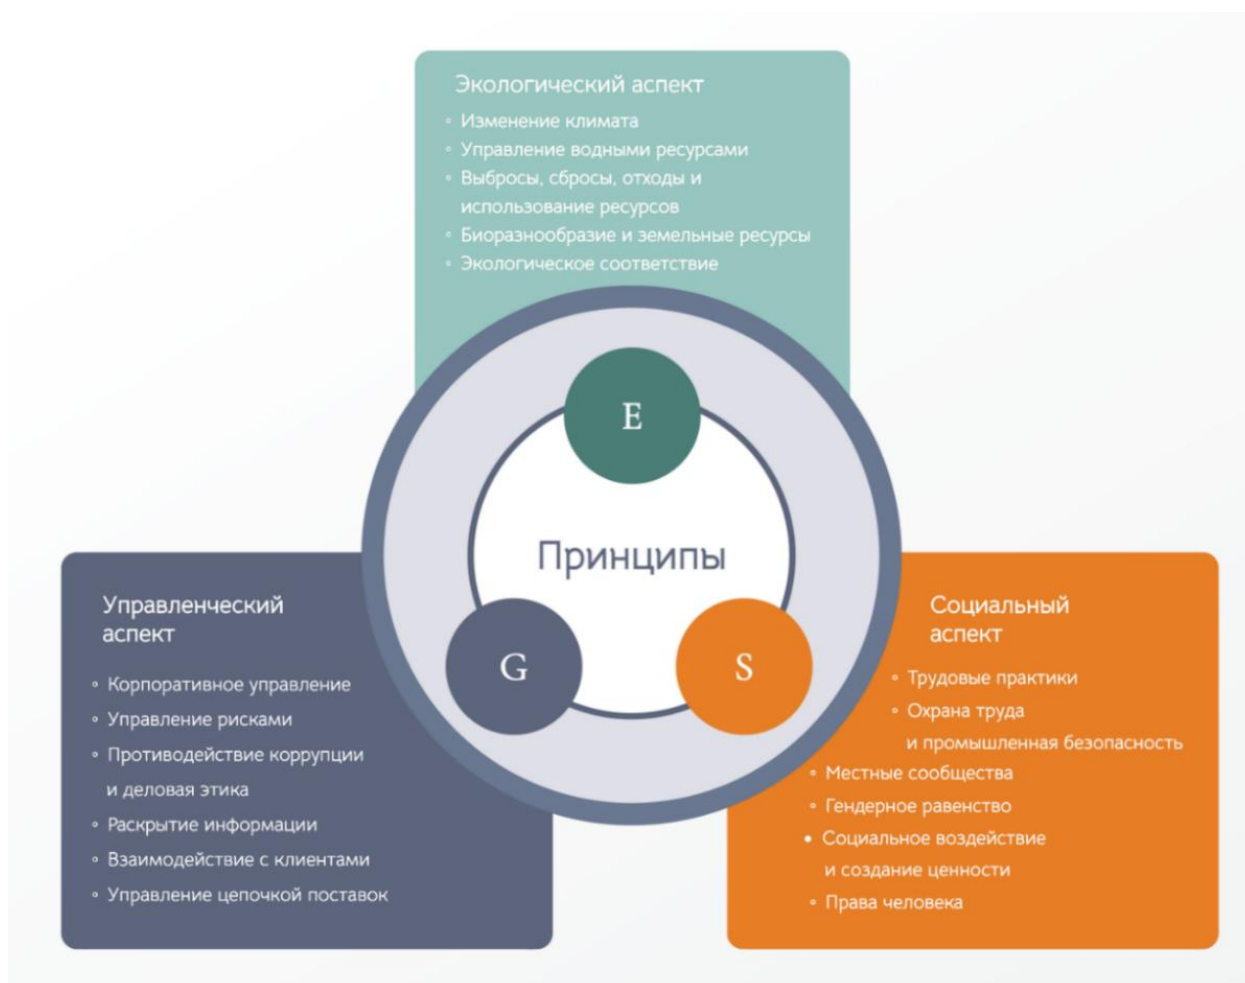 Экологический аспект
◦ Изменение климата
◦ Управление водными ресурсами
◦ Выбросы, сбросы, отходы и
использование ресурсов
◦ Биоразнообразие и земельные ресурсы
◦ Экологическое соответствие
E
Принципы
G
S
Управленческий
аспект
◦ Корпоративное управление
◦ Управление рисками
◦ Противодействие коррупции
и деловая этика
◦ Раскрытие информации
◦ Взаимодействие с клиентами
◦ Управление цепочкой поставок
Социальный
аспект
◦ Трудовые практики
◦ Охрана труда
и промышленная безопасность
◦ Местные сообщества
◦ Гендерное равенство
• Социальное воздействие
и создание ценности
◦ Права человека